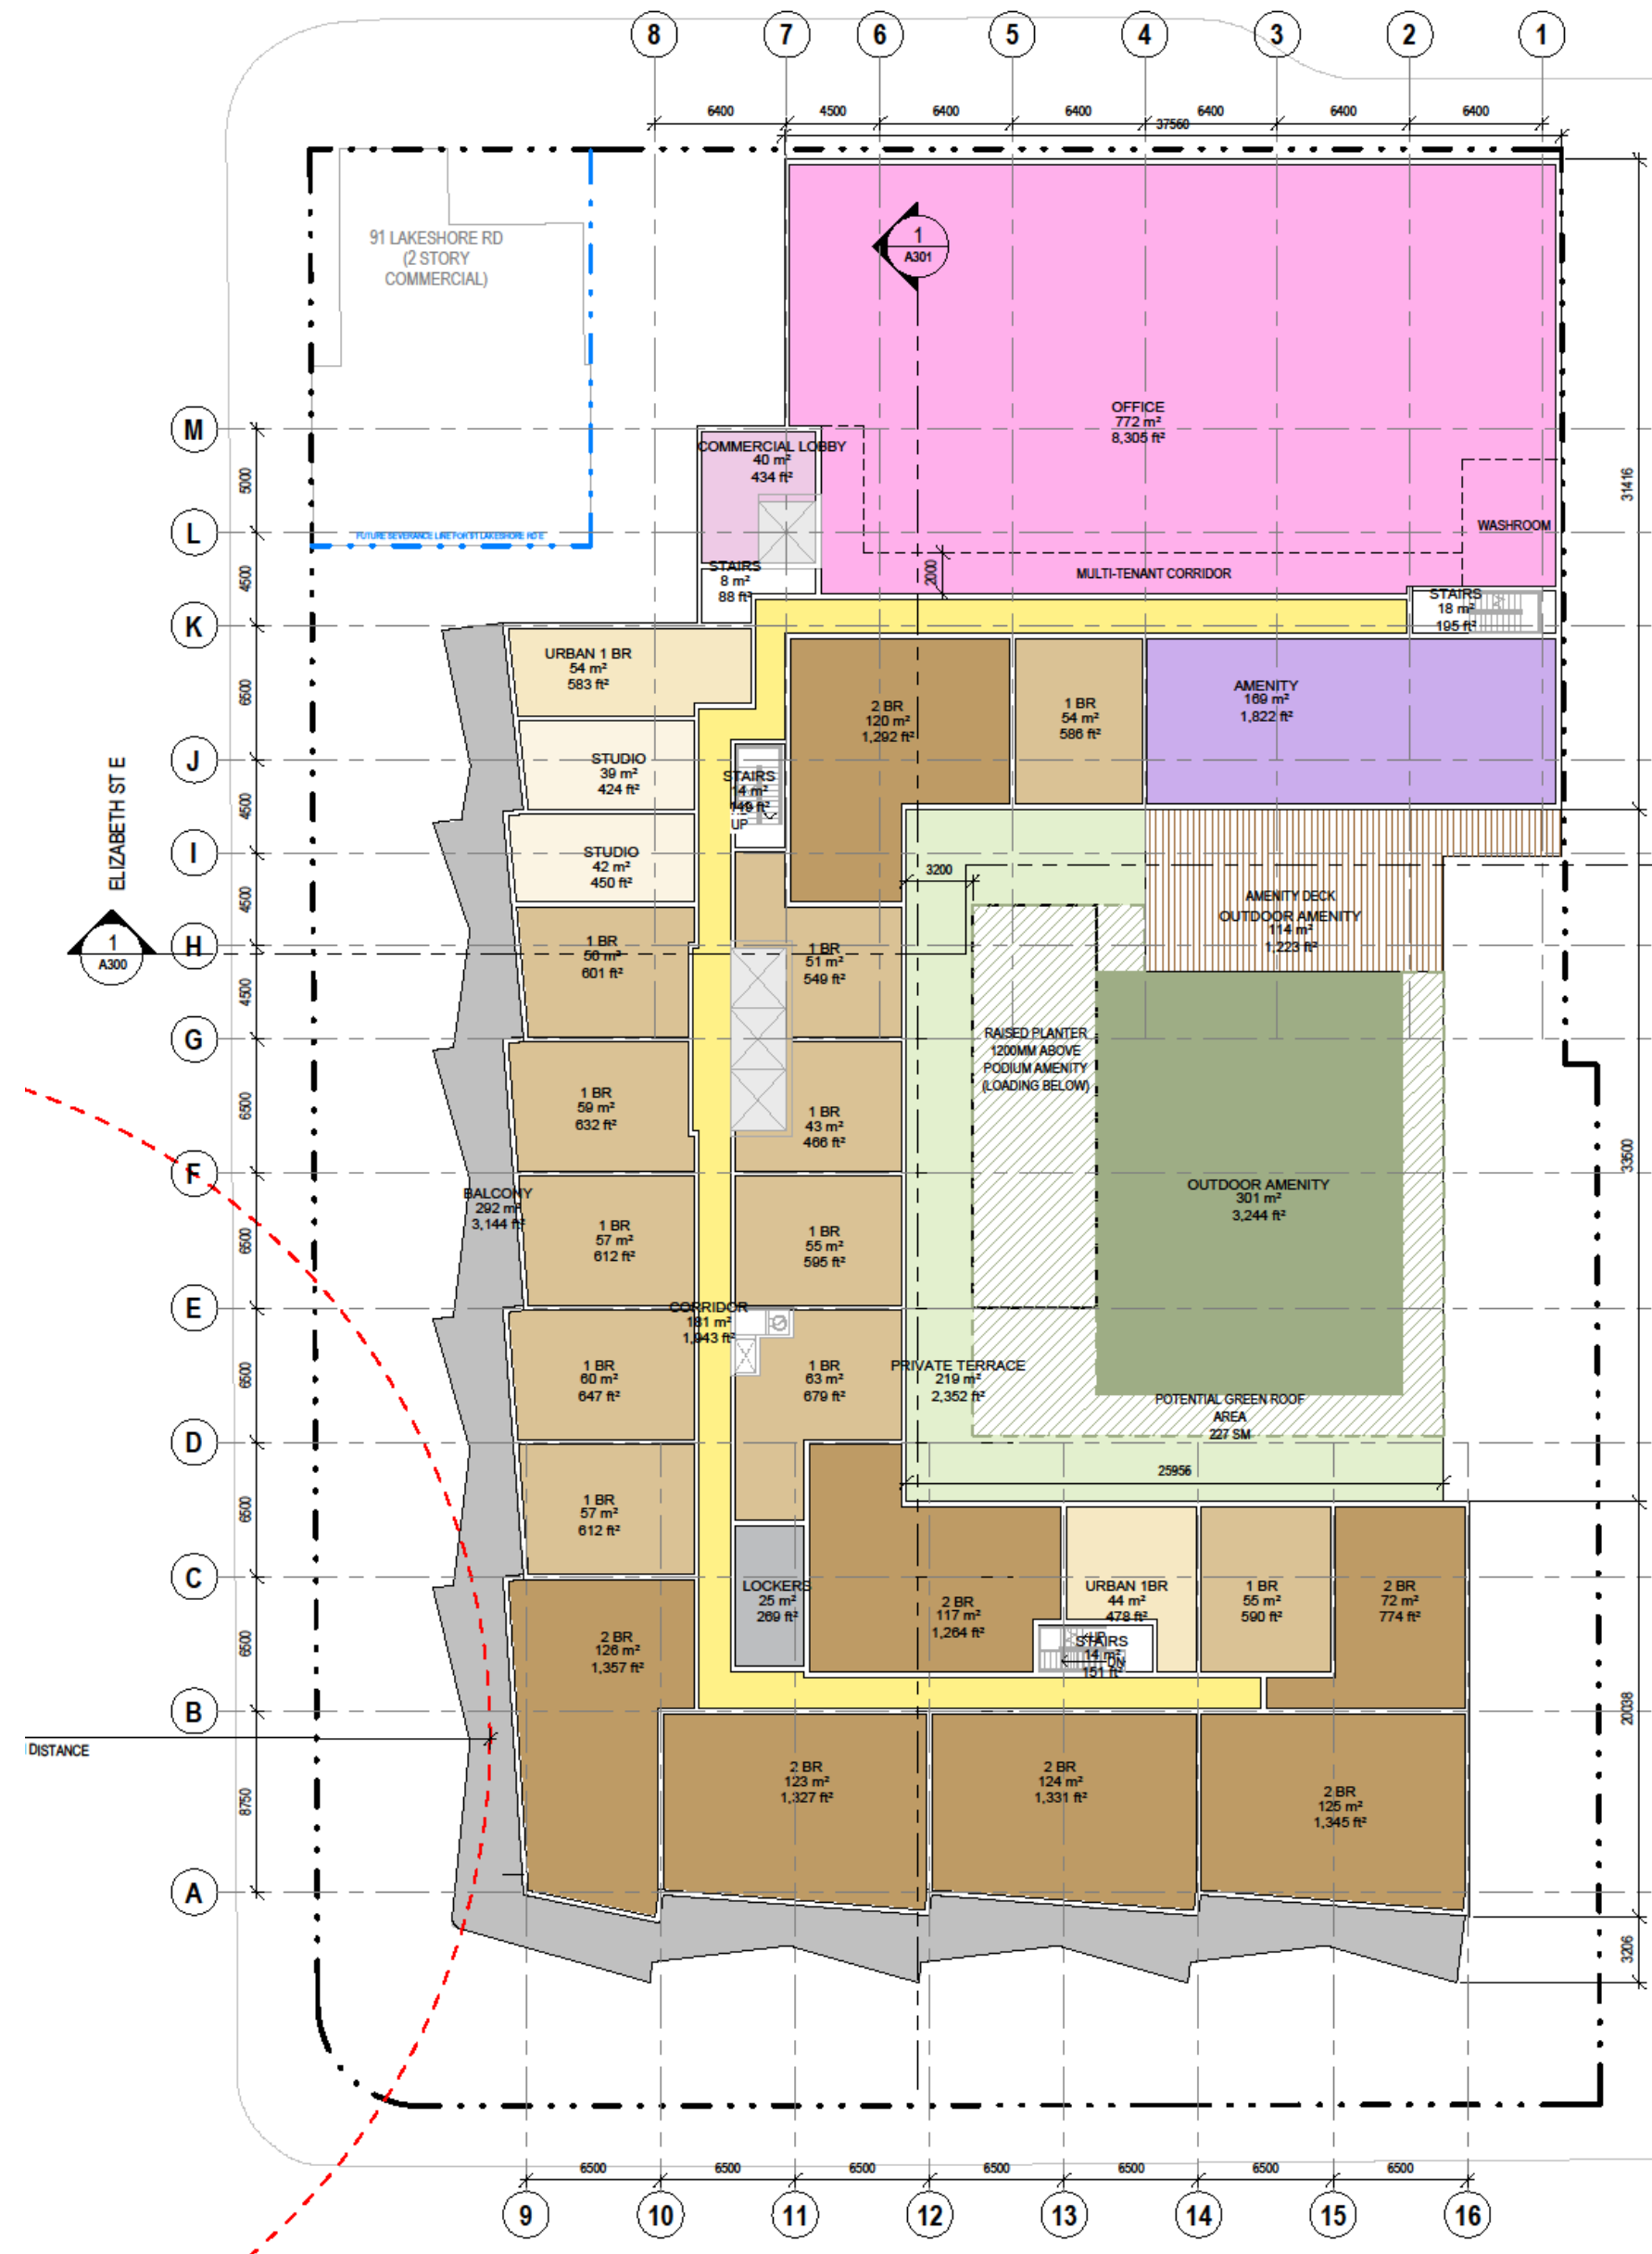 8 7 6 5 4 3 2 1
6400 4500 6400 6400 6400 6400 6400
37560
91 LAKESHORE RD
(2 STORY
COMMERCIAL)
1
A301
OFFICE
772 m²
8,305 ft²
M
COMMERCIAL LOBBY
40 m²
434 ft²
5000
31416
L
FUTURE SEVERANCE LINE FOR 91 LAKESHORE RD E
WASHROOM
STAIRS
8 m²
88 ft²
2000
MULTI-TENANT CORRIDOR
4500
STAIRS
18 m²
195 ft²
K
URBAN 1 BR
54 m²
583 ft²
6500
2 BR
120 m²
1,292 ft²
1 BR
54 m²
586 ft²
AMENITY
169 m²
1,822 ft²
J
ELIZABETH ST E
STUDIO
39 m²
424 ft²
STAIRS
14 m²
149 ft²
UP
4500
I
STUDIO
42 m²
450 ft²
3200
4500
AMENITY DECK
OUTDOOR AMENITY
114 m²
1,223 ft²
H
1
A300
1 BR
56 m²
601 ft²
1 BR
51 m²
549 ft²
4500
G
RAISED PLANTER
1200MM ABOVE
PODIUM AMENITY
(LOADING BELOW)
1 BR
59 m²
632 ft²
1 BR
43 m²
466 ft²
6500
33500
F
BALCONY
292 m²
3,144 ft²
OUTDOOR AMENITY
301 m²
3,244 ft²
1 BR
57 m²
612 ft²
1 BR
55 m²
595 ft²
6500
E
CORRIDOR
181 m²
1,943 ft²
1 BR
60 m²
647 ft²
1 BR
63 m²
679 ft²
PRIVATE TERRACE
219 m²
2,352 ft²
6500
POTENTIAL GREEN ROOF
AREA
227 SM
D
25956
1 BR
57 m²
612 ft²
6500
C
LOCKERS
25 m²
269 ft²
2 BR
117 m²
1,264 ft²
URBAN 1BR
44 m²
478 ft²
1 BR
55 m²
590 ft²
2 BR
72 m²
774 ft²
2 BR
126 m²
1,357 ft²
UP
STAIRS
14 m²
DN
151 ft²
6500
20038
B
DISTANCE
2 BR
123 m²
1,327 ft²
2 BR
124 m²
1,331 ft²
2 BR
125 m²
1,345 ft²
8750
A
3206
6500 6500 6500 6500 6500 6500 6500
9 10 11 12 13 14 15 16